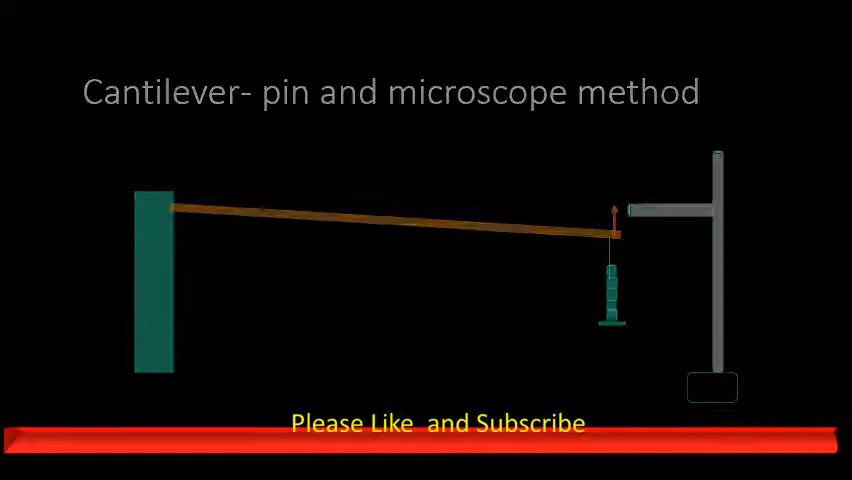 Cantilever- pin and microscope method
Please Like  and Subscribe